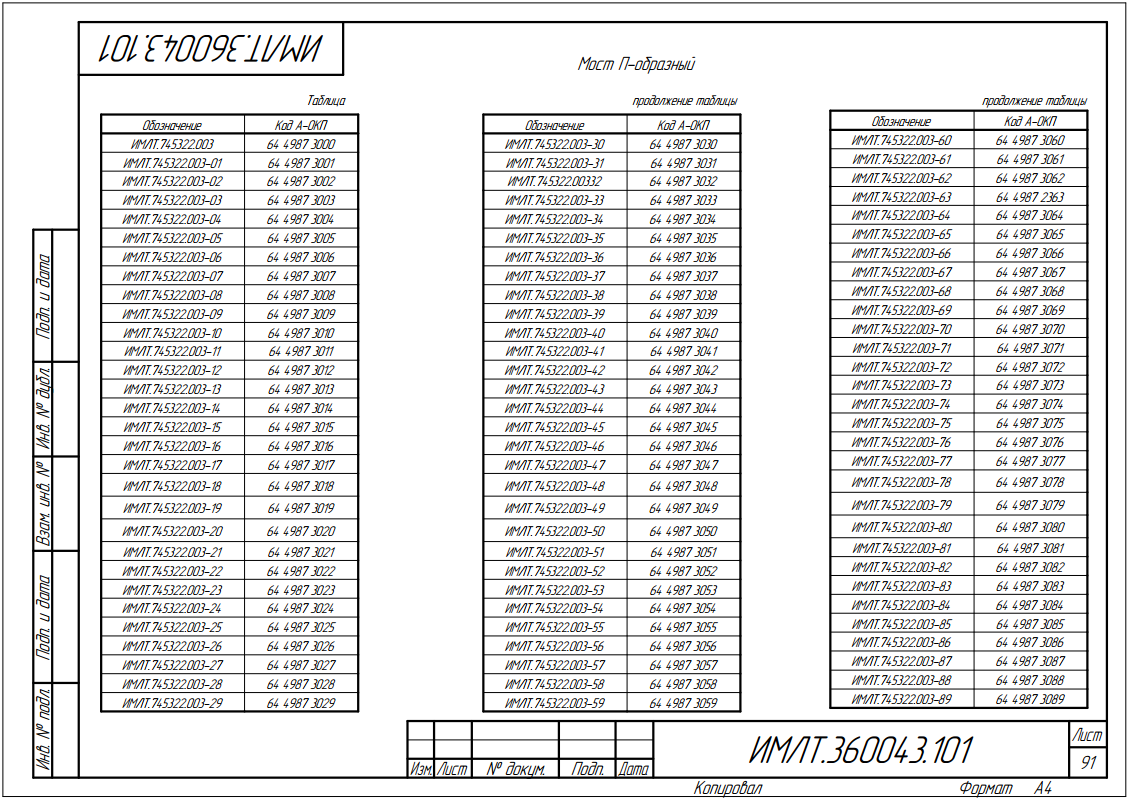 ИМЛТ.360043.101
Мост П-образный
Таблица
Обозначение Код А-ОКП
ИМЛТ.745322.003 64 4987 3000
ИМЛТ.745322.003-01 64 4987 3001
ИМЛТ.745322.003-02 64 4987 3002
ИМЛТ.745322.003-03 64 4987 3003
ИМЛТ.745322.003-04 64 4987 3004
ИМЛТ.745322.003-05 64 4987 3005
ИМЛТ.745322.003-06 64 4987 3006
ИМЛТ.745322.003-07 64 4987 3007
ИМЛТ.745322.003-08 64 4987 3008
ИМЛТ.745322.003-09 64 4987 3009
ИМЛТ.745322.003-10 64 4987 3010
ИМЛТ.745322.003-11 64 4987 3011
ИМЛТ.745322.003-12 64 4987 3012
ИМЛТ.745322.003-13 64 4987 3013
ИМЛТ.745322.003-14 64 4987 3014
ИМЛТ.745322.003-15 64 4987 3015
ИМЛТ.745322.003-16 64 4987 3016
ИМЛТ.745322.003-17 64 4987 3017
ИМЛТ.745322.003-18 64 4987 3018
ИМЛТ.745322.003-19 64 4987 3019
ИМЛТ.745322.003-20 64 4987 3020
ИМЛТ.745322.003-21 64 4987 3021
ИМЛТ.745322.003-22 64 4987 3022
ИМЛТ.745322.003-23 64 4987 3023
ИМЛТ.745322.003-24 64 4987 3024
ИМЛТ.745322.003-25 64 4987 3025
ИМЛТ.745322.003-26 64 4987 3026
ИМЛТ.745322.003-27 64 4987 3027
ИМЛТ.745322.003-28 64 4987 3028
ИМЛТ.745322.003-29 64 4987 3029
продолжение таблицы
Обозначение Код А-ОКП
ИМЛТ.745322.003-30 64 4987 3030
ИМЛТ.745322.003-31 64 4987 3031
ИМЛТ.745322.00332 64 4987 3032
ИМЛТ.745322.003-33 64 4987 3033
ИМЛТ.745322.003-34 64 4987 3034
ИМЛТ.745322.003-35 64 4987 3035
ИМЛТ.745322.003-36 64 4987 3036
ИМЛТ.745322.003-37 64 4987 3037
ИМЛТ.745322.003-38 64 4987 3038
ИМЛТ.745322.003-39 64 4987 3039
ИМЛТ.745322.003-40 64 4987 3040
ИМЛТ.745322.003-41 64 4987 3041
ИМЛТ.745322.003-42 64 4987 3042
ИМЛТ.745322.003-43 64 4987 3043
ИМЛТ.745322.003-44 64 4987 3044
ИМЛТ.745322.003-45 64 4987 3045
ИМЛТ.745322.003-46 64 4987 3046
ИМЛТ.745322.003-47 64 4987 3047
ИМЛТ.745322.003-48 64 4987 3048
ИМЛТ.745322.003-49 64 4987 3049
ИМЛТ.745322.003-50 64 4987 3050
ИМЛТ.745322.003-51 64 4987 3051
ИМЛТ.745322.003-52 64 4987 3052
ИМЛТ.745322.003-53 64 4987 3053
ИМЛТ.745322.003-54 64 4987 3054
ИМЛТ.745322.003-55 64 4987 3055
ИМЛТ.745322.003-56 64 4987 3056
ИМЛТ.745322.003-57 64 4987 3057
ИМЛТ.745322.003-58 64 4987 3058
ИМЛТ.745322.003-59 64 4987 3059
продолжение таблицы
Обозначение Код А-ОКП
ИМЛТ.745322.003-60 64 4987 3060
ИМЛТ.745322.003-61 64 4987 3061
ИМЛТ.745322.003-62 64 4987 3062
ИМЛТ.745322.003-63 64 4987 2363
ИМЛТ.745322.003-64 64 4987 3064
ИМЛТ.745322.003-65 64 4987 3065
ИМЛТ.745322.003-66 64 4987 3066
ИМЛТ.745322.003-67 64 4987 3067
ИМЛТ.745322.003-68 64 4987 3068
ИМЛТ.745322.003-69 64 4987 3069
ИМЛТ.745322.003-70 64 4987 3070
ИМЛТ.745322.003-71 64 4987 3071
ИМЛТ.745322.003-72 64 4987 3072
ИМЛТ.745322.003-73 64 4987 3073
ИМЛТ.745322.003-74 64 4987 3074
ИМЛТ.745322.003-75 64 4987 3075
ИМЛТ.745322.003-76 64 4987 3076
ИМЛТ.745322.003-77 64 4987 3077
ИМЛТ.745322.003-78 64 4987 3078
ИМЛТ.745322.003-79 64 4987 3079
ИМЛТ.745322.003-80 64 4987 3080
ИМЛТ.745322.003-81 64 4987 3081
ИМЛТ.745322.003-82 64 4987 3082
ИМЛТ.745322.003-83 64 4987 3083
ИМЛТ.745322.003-84 64 4987 3084
ИМЛТ.745322.003-85 64 4987 3085
ИМЛТ.745322.003-86 64 4987 3086
ИМЛТ.745322.003-87 64 4987 3087
ИМЛТ.745322.003-88 64 4987 3088
ИМЛТ.745322.003-89 64 4987 3089
Подп. и дата
Инв. № дубл.
Взам. инв. №
Подп. и дата
Инв. № подл.
Изм. Лист № докум. Подп. Дата
ИМЛТ.360043.101
Лист
91
Копировал
Формат А4